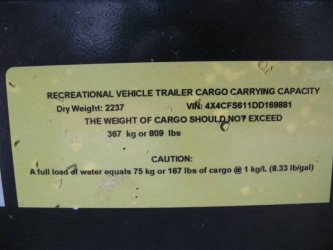 RECREATIONAL VEHICLE TRAILER CARGO CARRYING CAPACITY
Dry Weight: 2237 VIN: 4X4CFS611DD169881
THE WEIGHT OF CARGO SHOULD NOT EXCEED
367 kg or 809 lbs
CAUTION:
A full load of water equals 75 kg or 167 lbs of cargo @ 1 kg/L (8.33 lb/gal)